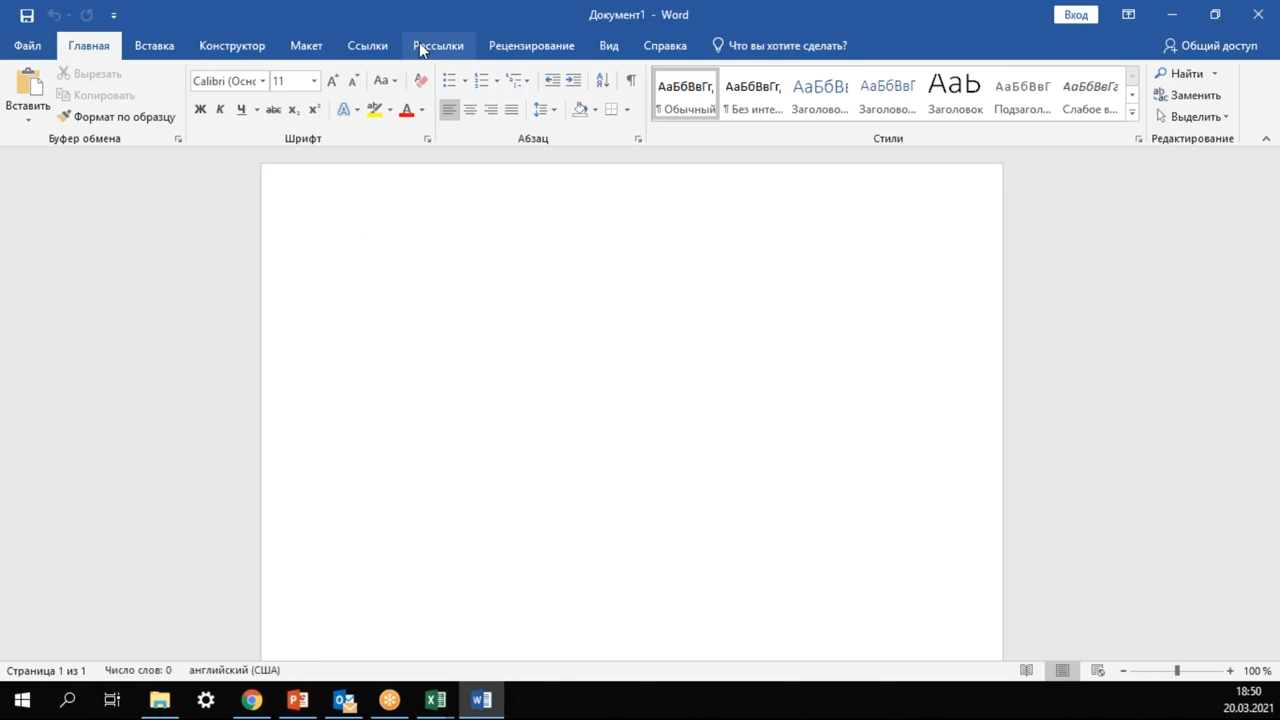 Документ1 - Word
Вход
Файл
Главная
Вставка
Конструктор
Макет
Ссылки
Рассылки
Рецензирование
Вид
Справка
Что вы хотите сделать?
Общий доступ
Вставить
Вырезать
Копировать
Формат по образцу
Буфер обмена
Calibri (Осн
11
Aa
Ж К Ч abc x₂ x²
A
Шрифт
Абзац
АаБбВвГг,
¶ Обычный
АаБбВвГг,
¶ Без инте...
АаБбВв
Заголово...
АаБбВвГ
Заголово...
АаЬ
Заголовок
АаБбВвГ
Подзагол...
АаБбВвГг
Слабое в...
Стили
Найти
Заменить
Выделить
Редактирование
Страница 1 из 1
Число слов: 0
английский (США)
100 %
18:50
20.03.2021